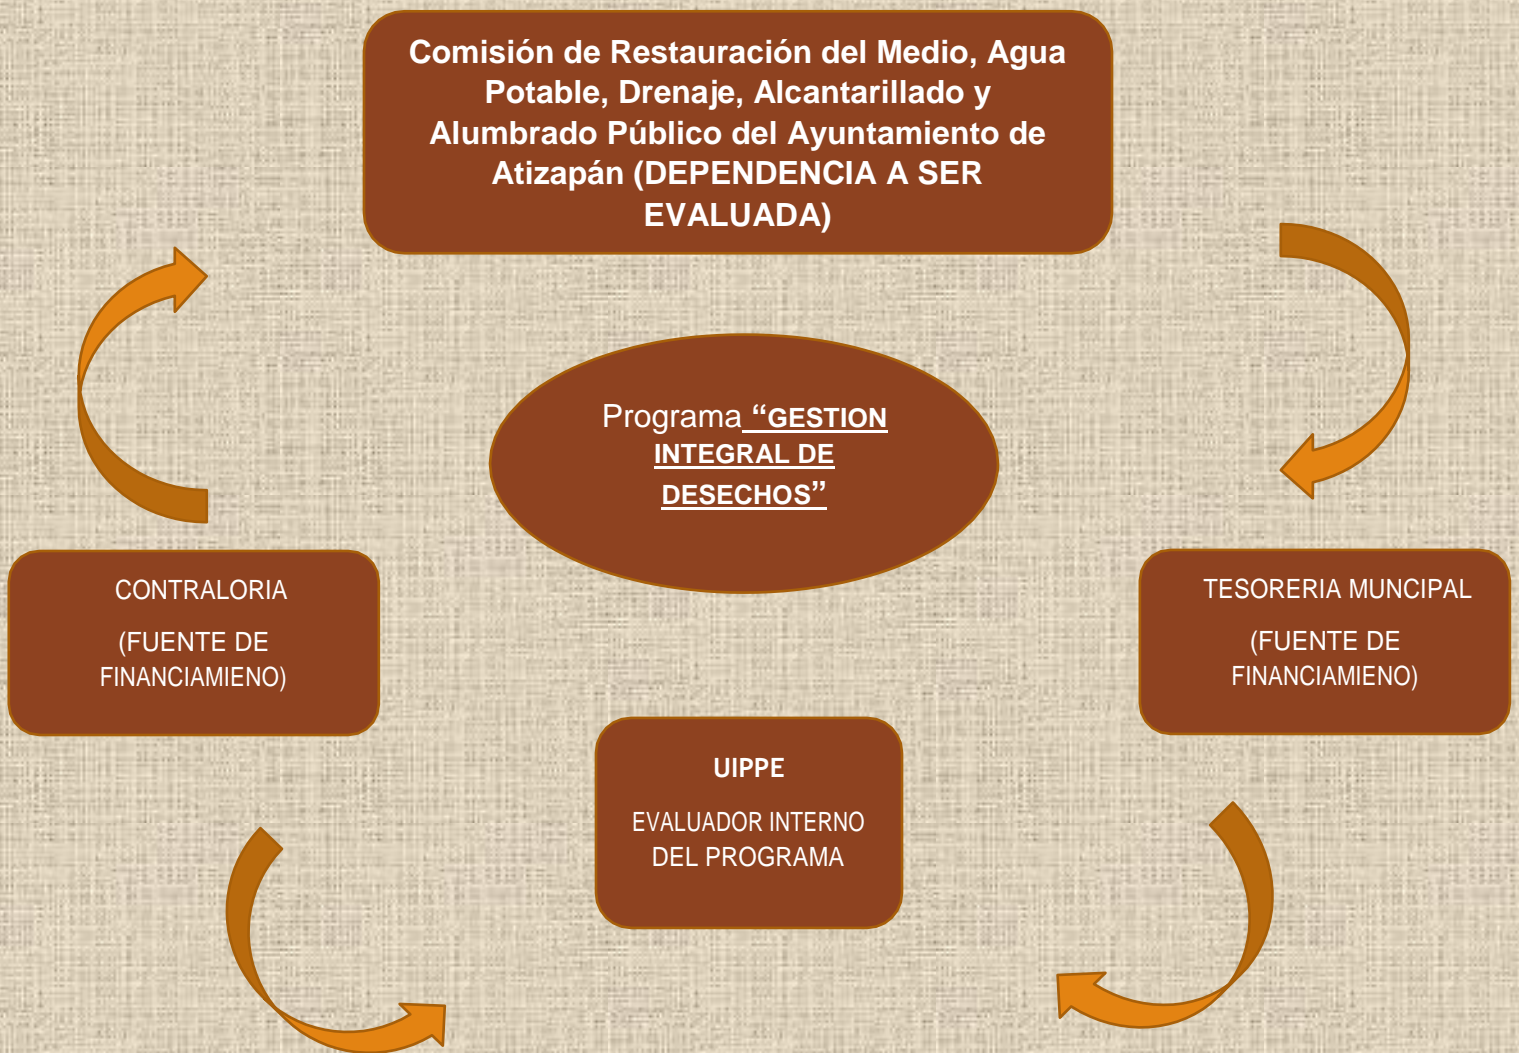 Comisión de Restauración del Medio, Agua
Potable, Drenaje, Alcantarillado y
Alumbrado Público del Ayuntamiento de
Atizapán (DEPENDENCIA A SER
EVALUADA)
Programa “GESTION
INTEGRAL DE
DESECHOS”
CONTRALORIA
(FUENTE DE
FINANCIAMIENO)
TESORERIA MUNCIPAL
(FUENTE DE
FINANCIAMIENO)
UIPPE
EVALUADOR INTERNO
DEL PROGRAMA